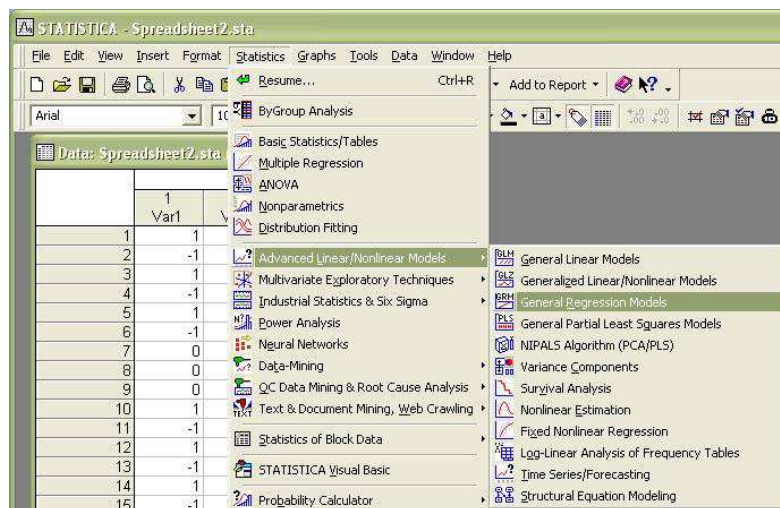 STATISTICA - Spreadsheet2.sta
File Edit View Insert Format Statistics Graphs Tools Data Window Help
Resume... Ctrl+R
Add to Report
Arial 10
ByGroup Analysis
Data: Spreadsheet2.sta
Basic Statistics/Tables
Multiple Regression
ANOVA
Nonparametrics
Distribution Fitting
Advanced Linear/Nonlinear Models
Multivariate Exploratory Techniques
Industrial Statistics & Six Sigma
Power Analysis
Neural Networks
Data-Mining
QC Data Mining & Root Cause Analysis
Text & Document Mining, Web Crawling
Statistics of Block Data
STATISTICA Visual Basic
Probability Calculator
General Linear Models
Generalized Linear/Nonlinear Models
General Regression Models
General Partial Least Squares Models
NIPALS Algorithm (PCA/PLS)
Variance Components
Survival Analysis
Nonlinear Estimation
Fixed Nonlinear Regression
Log-Linear Analysis of Frequency Tables
Time Series/Forecasting
Structural Equation Modeling
1
Var1
1 1
2 -1
3 1
4 -1
5 1
6 -1
7 0
8 0
9 0
10 1
11 -1
12 1
13 -1
14 1
15 -1